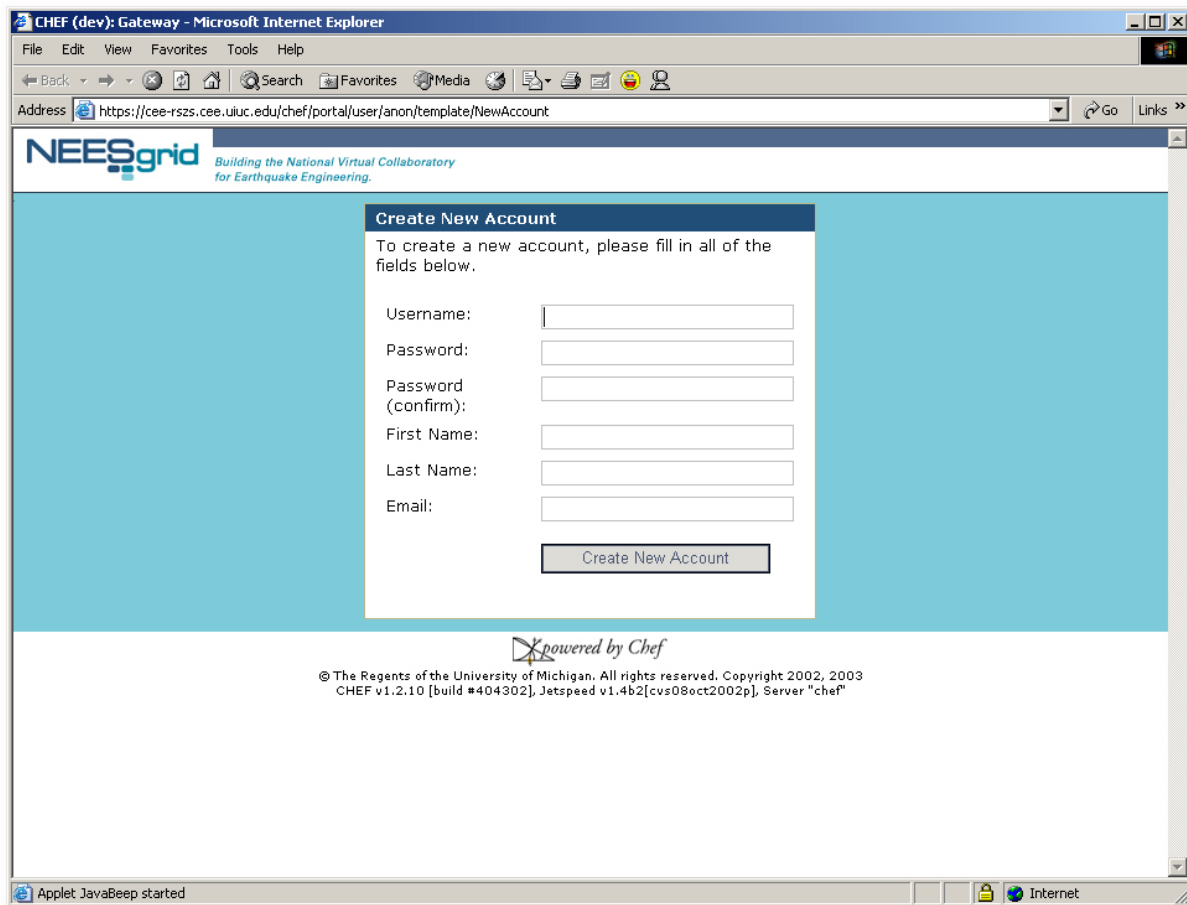 CHEF (dev): Gateway - Microsoft Internet Explorer
File Edit View Favorites Tools Help
Back Search Favorites Media
Address https://cee-rszs.cee.uiuc.edu/chef/portal/user/anon/template/NewAccount Go Links »
NEESgrid Building the National Virtual Collaboratory
for Earthquake Engineering.
Create New Account
To create a new account, please fill in all of the
fields below.
Username:
Password:
Password
(confirm):
First Name:
Last Name:
Email:
Create New Account
powered by Chef
© The Regents of the University of Michigan. All rights reserved. Copyright 2002, 2003
CHEF v1.2.10 [build #404302], Jetspeed v1.4b2[cvs08oct2002p], Server "chef"
Applet JavaBeep started Internet